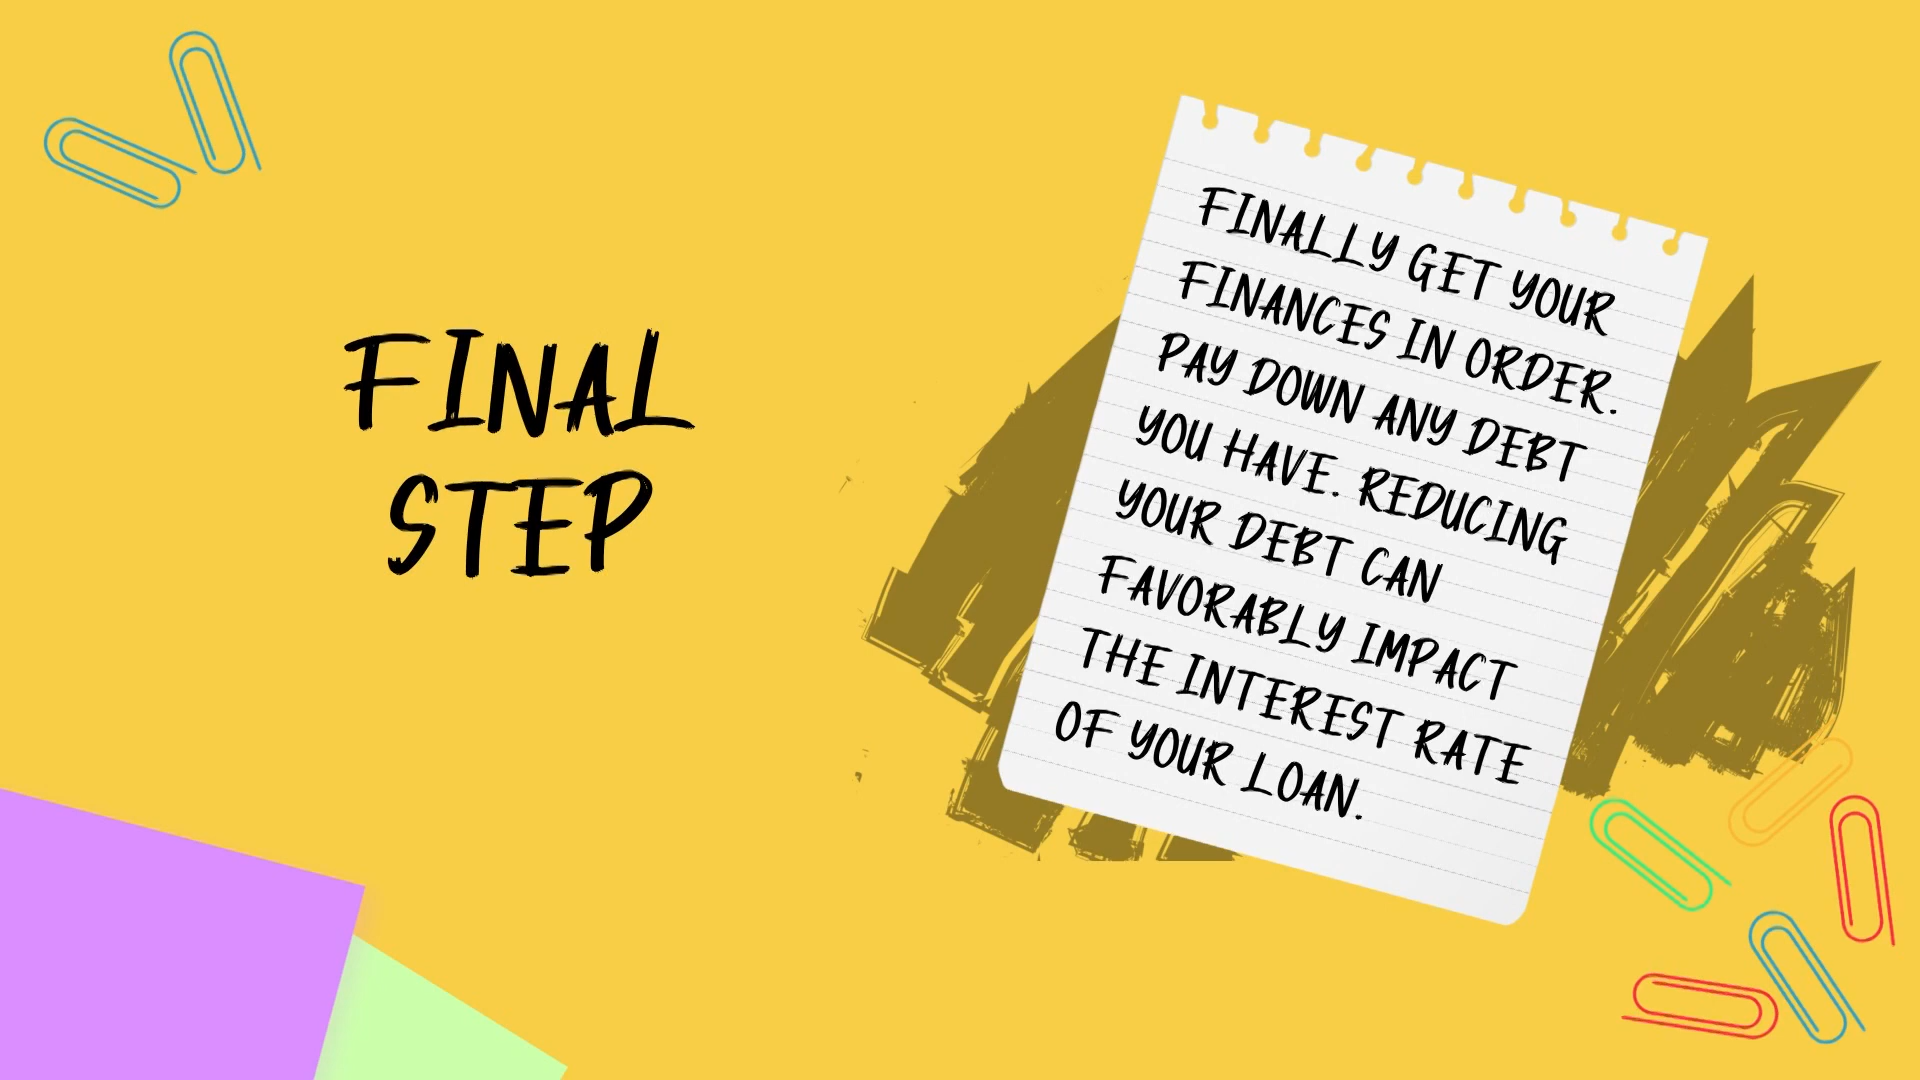 FINAL
STEP
FINALLY GET YOUR
FINANCES IN ORDER.
PAY DOWN ANY DEBT
YOU HAVE. REDUCING
YOUR DEBT CAN
FAVORABLY IMPACT
THE INTEREST RATE
OF YOUR LOAN.